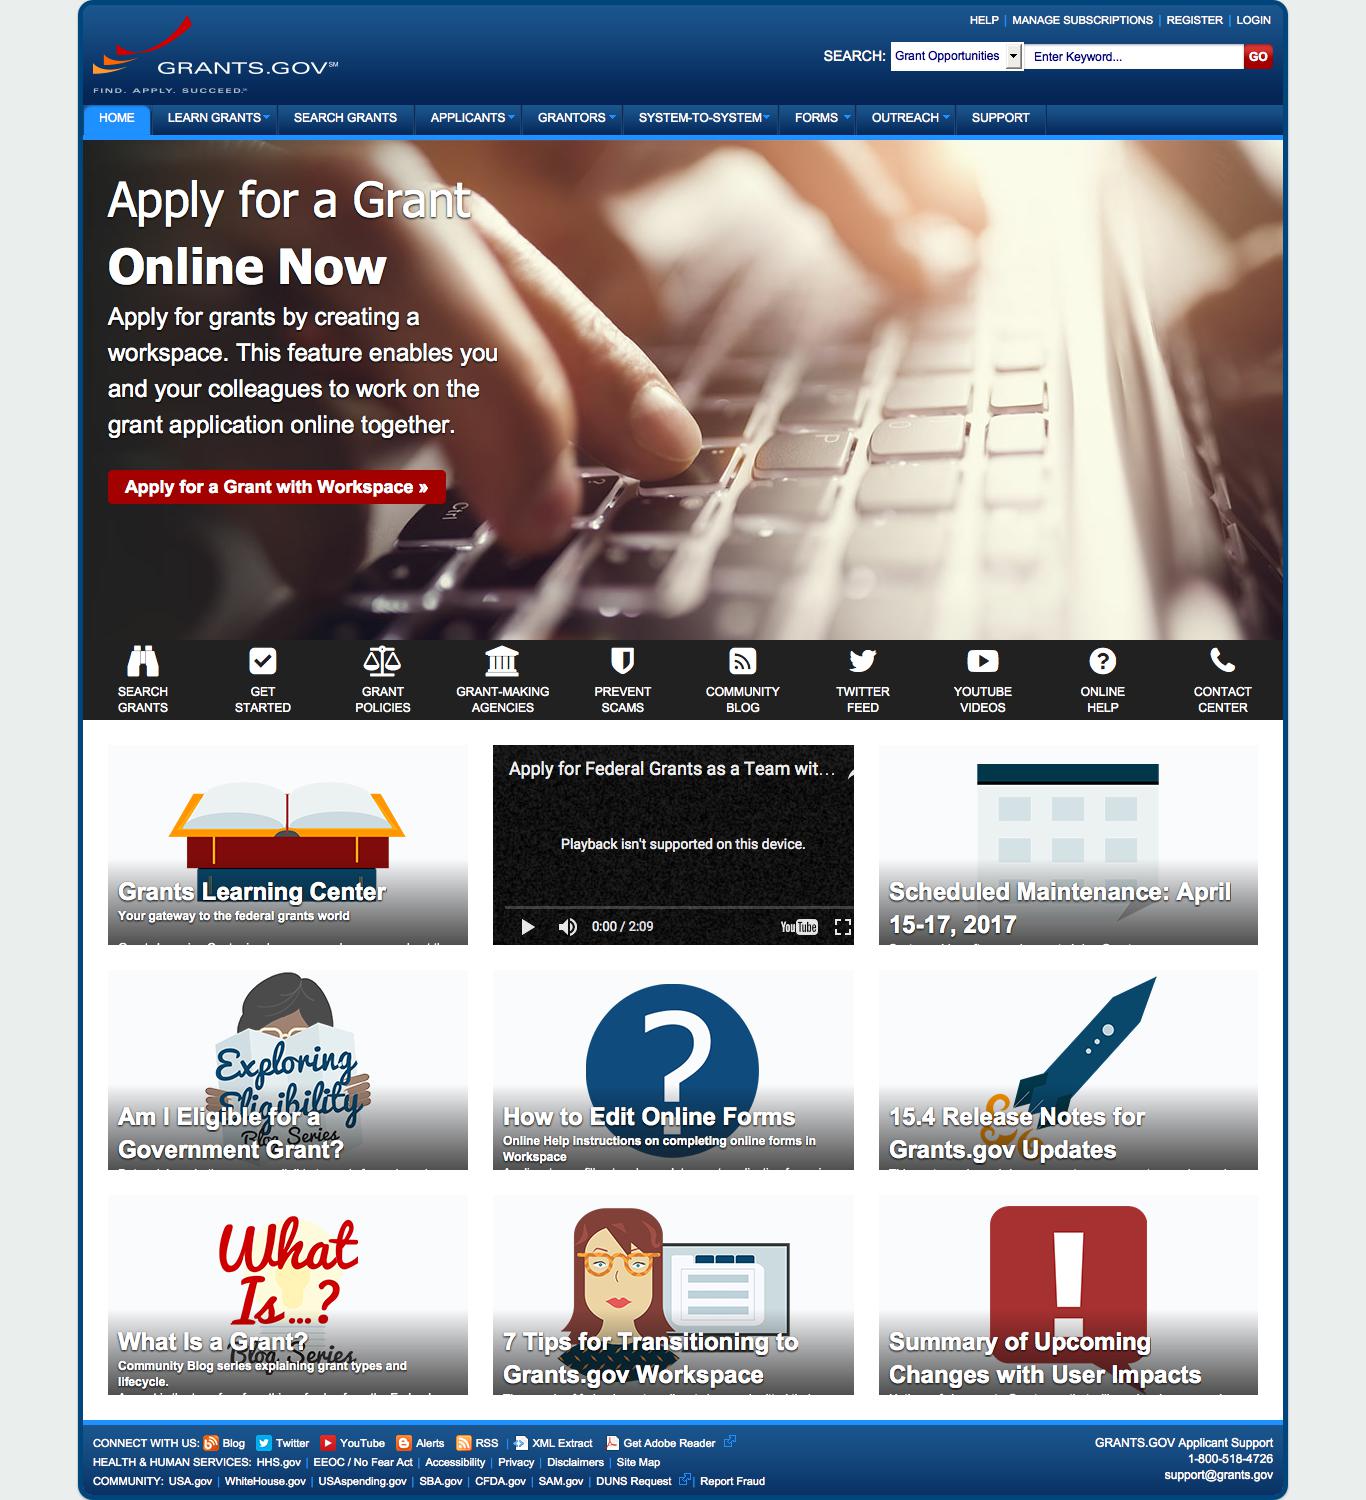 HELP | MANAGE SUBSCRIPTIONS | REGISTER | LOGIN
SEARCH: Grant Opportunities Enter Keyword... GO
GRANTS.GOV℠
FIND. APPLY. SUCCEED.℠
HOME LEARN GRANTS SEARCH GRANTS APPLICANTS GRANTORS SYSTEM-TO-SYSTEM FORMS OUTREACH SUPPORT
Apply for a Grant
Online Now
Apply for grants by creating a
workspace. This feature enables you
and your colleagues to work on the
grant application online together.
Apply for a Grant with Workspace »
Ctrl
SEARCH
GRANTS
GET
STARTED
GRANT
POLICIES
GRANT-MAKING
AGENCIES
PREVENT
SCAMS
COMMUNITY
BLOG
TWITTER
FEED
YOUTUBE
VIDEOS
ONLINE
HELP
CONTACT
CENTER
Grants Learning Center
Your gateway to the federal grants world
Apply for Federal Grants as a Team wit...
Playback isn't supported on this device.
0:00 / 2:09
YouTube
Scheduled Maintenance: April
15-17, 2017
Exploring
Eligibility
Blog Series
Am I Eligible for a
Government Grant?
?
How to Edit Online Forms
Online Help instructions on completing online forms in
Workspace
15.4 Release Notes for
Grants.gov Updates
What
Is...?
Blog Series
What Is a Grant?
Community Blog series explaining grant types and
lifecycle.
7 Tips for Transitioning to
Grants.gov Workspace
!
Summary of Upcoming
Changes with User Impacts
CONNECT WITH US: Blog Twitter YouTube Alerts RSS | XML Extract Get Adobe Reader
HEALTH & HUMAN SERVICES: HHS.gov | EEOC / No Fear Act | Accessibility | Privacy | Disclaimers | Site Map
COMMUNITY: USA.gov | WhiteHouse.gov | USAspending.gov | SBA.gov | CFDA.gov | SAM.gov | DUNS Request | Report Fraud
GRANTS.GOV Applicant Support
1-800-518-4726
support@grants.gov